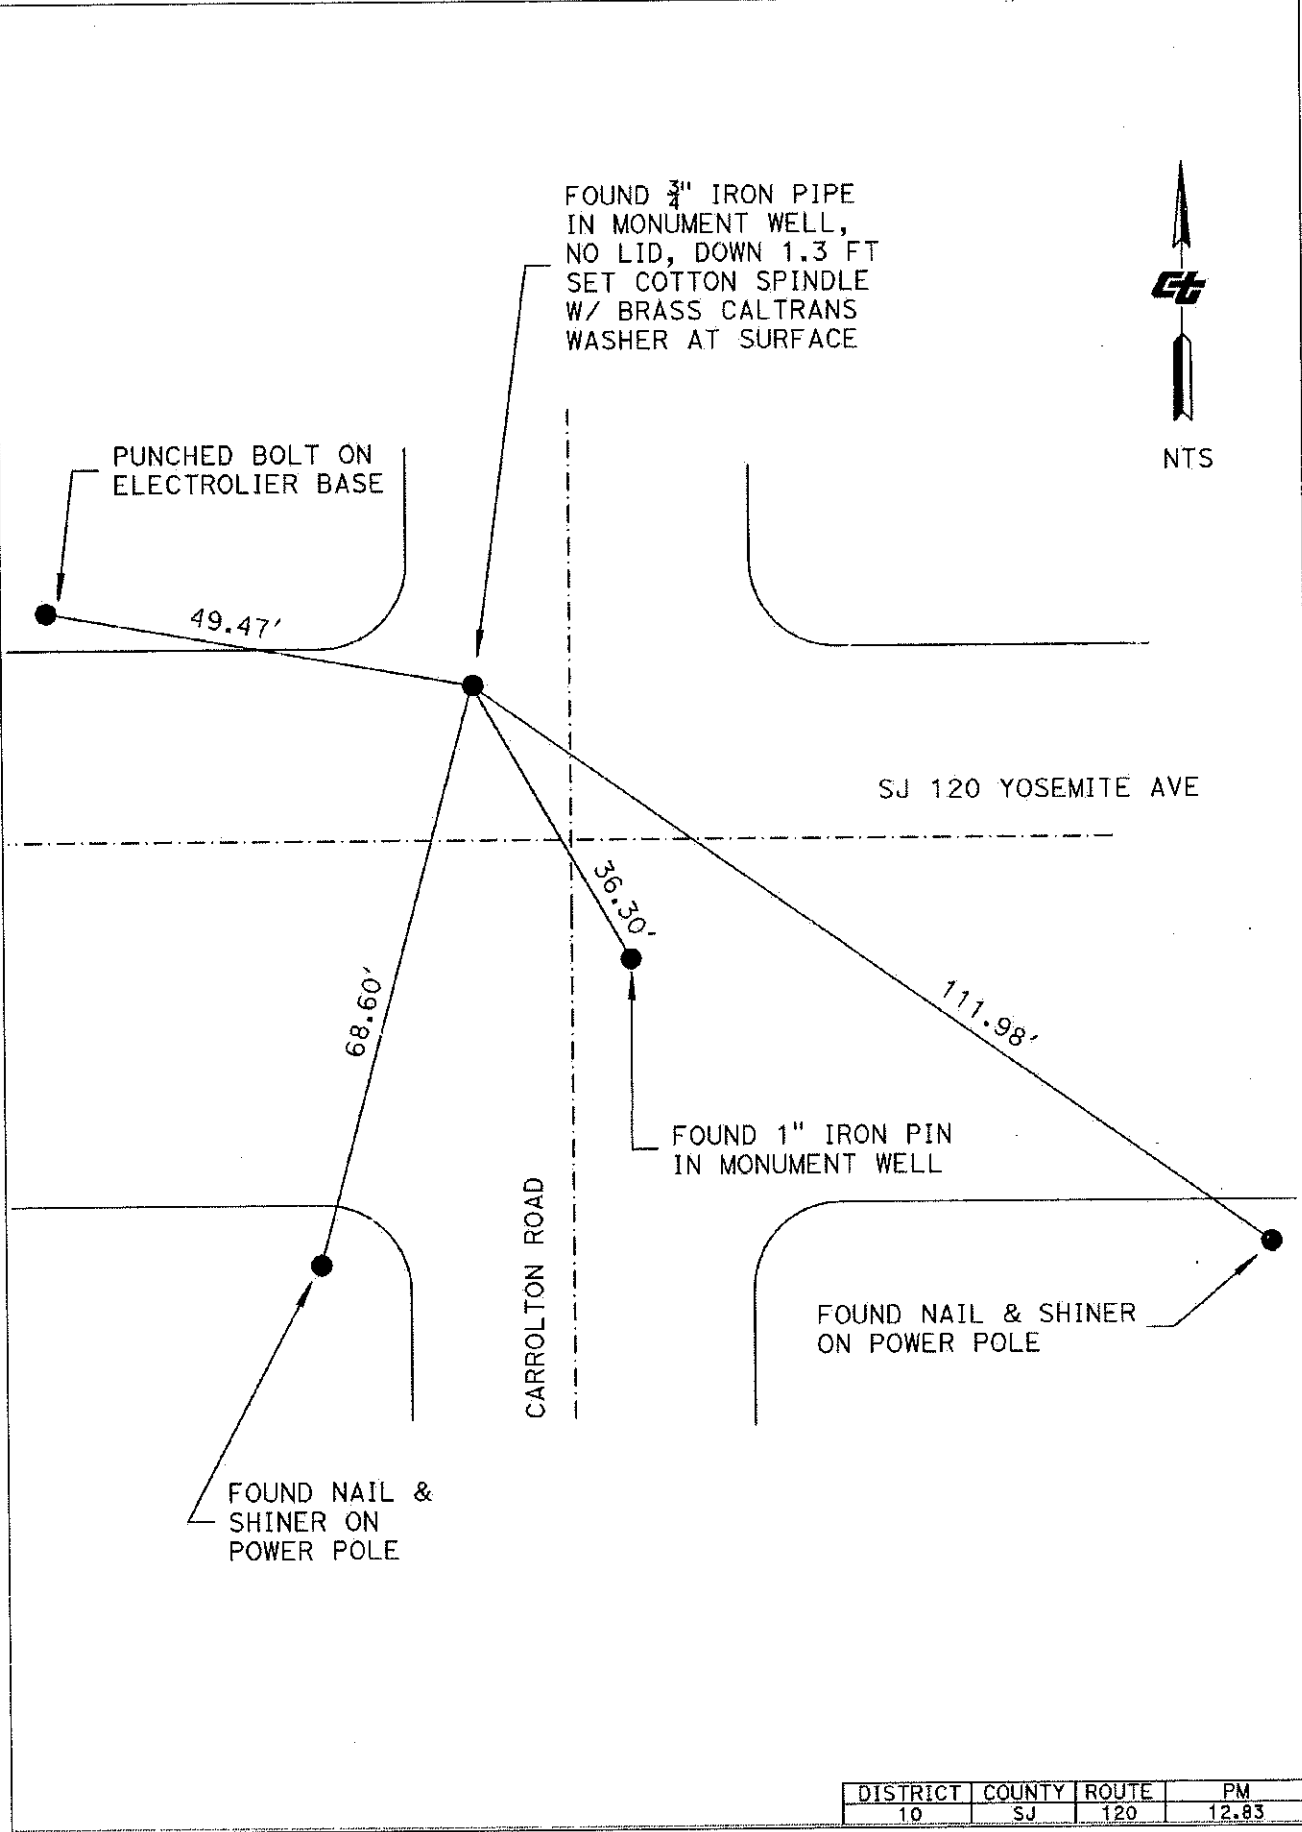 FOUND 3/4" IRON PIPE
IN MONUMENT WELL,
NO LID, DOWN 1.3 FT
SET COTTON SPINDLE
W/ BRASS CALTRANS
WASHER AT SURFACE
Ct
NTS
PUNCHED BOLT ON
ELECTROLIER BASE
49.47'
SJ 120 YOSEMITE AVE
36.30'
68.60'
111.98'
FOUND 1" IRON PIN
IN MONUMENT WELL
CARROLTON ROAD
FOUND NAIL & SHINER
ON POWER POLE
FOUND NAIL &
SHINER ON
POWER POLE
DISTRICT COUNTY ROUTE PM
10 SJ 120 12.83